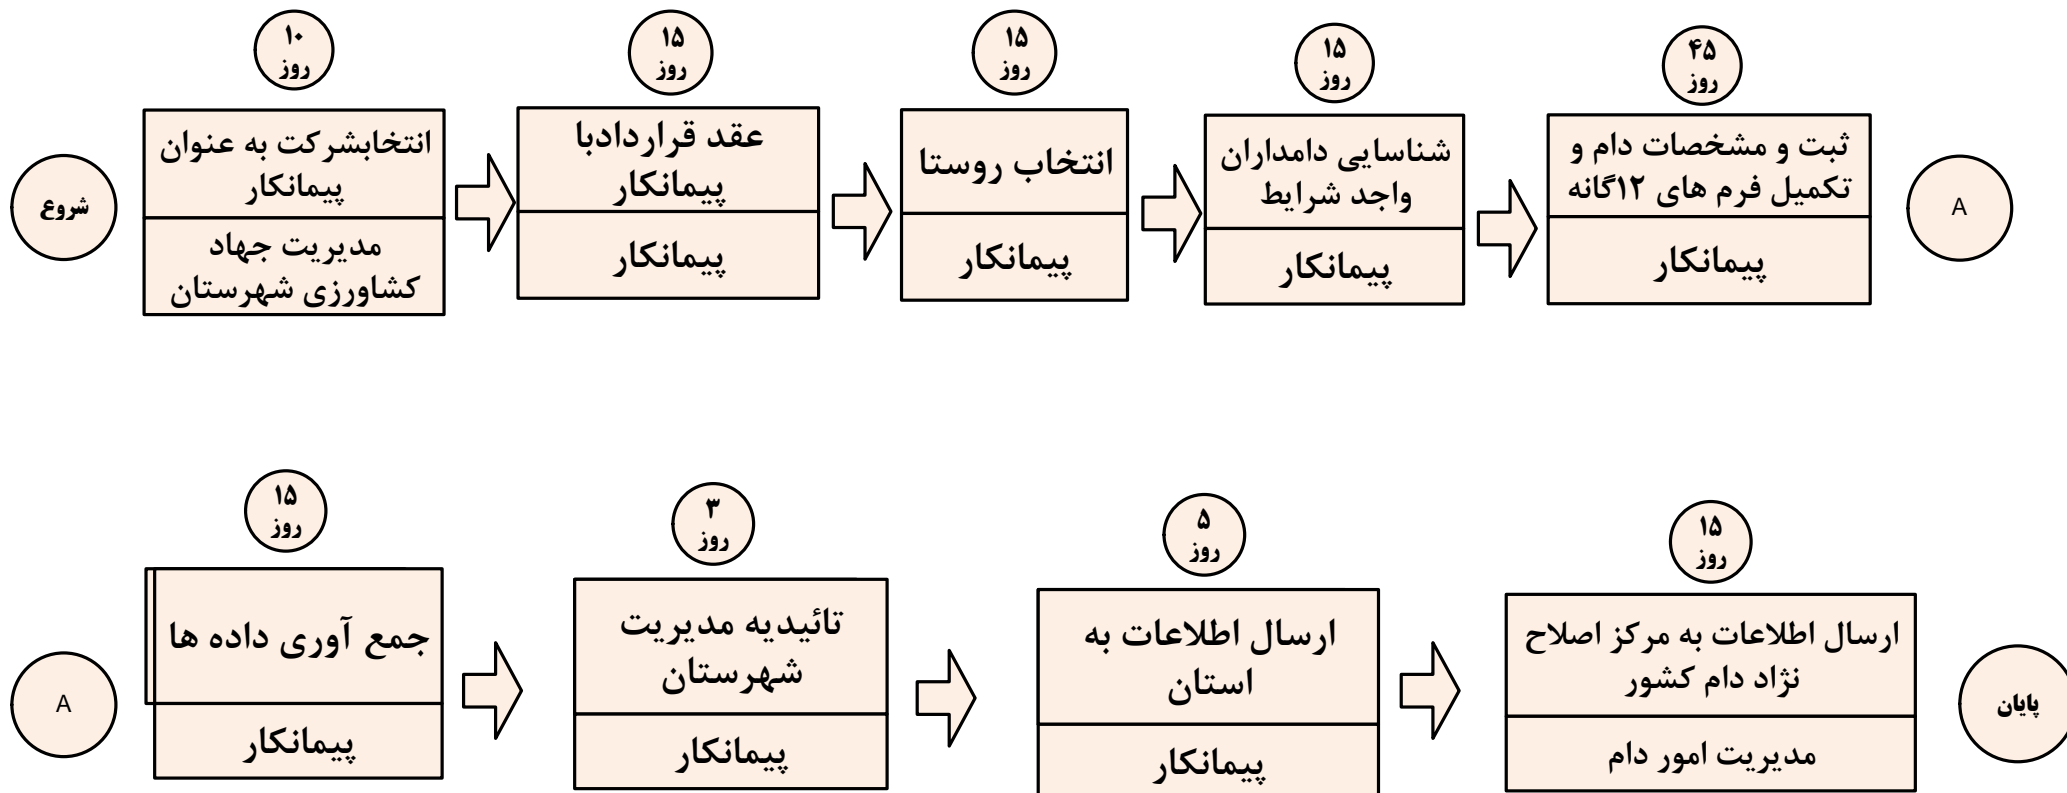 شروع
۱۰
روز
انتخابشرکت به عنوان
پیمانکار
مدیریت جهاد
کشاورزی شهرستان
۱۵
روز
عقد قراردادبا
پیمانکار
پیمانکار
۱۵
روز
انتخاب روستا
پیمانکار
۱۵
روز
شناسایی دامداران
واجد شرایط
پیمانکار
۴۵
روز
ثبت و مشخصات دام و
تکمیل فرم های ۱۲گانه
پیمانکار
A
A
۱۵
روز
جمع آوری داده ها
پیمانکار
۳
روز
تائیدیه مدیریت
شهرستان
پیمانکار
۵
روز
ارسال اطلاعات به
استان
پیمانکار
۱۵
روز
ارسال اطلاعات به مرکز اصلاح
نژاد دام کشور
مدیریت امور دام
پایان